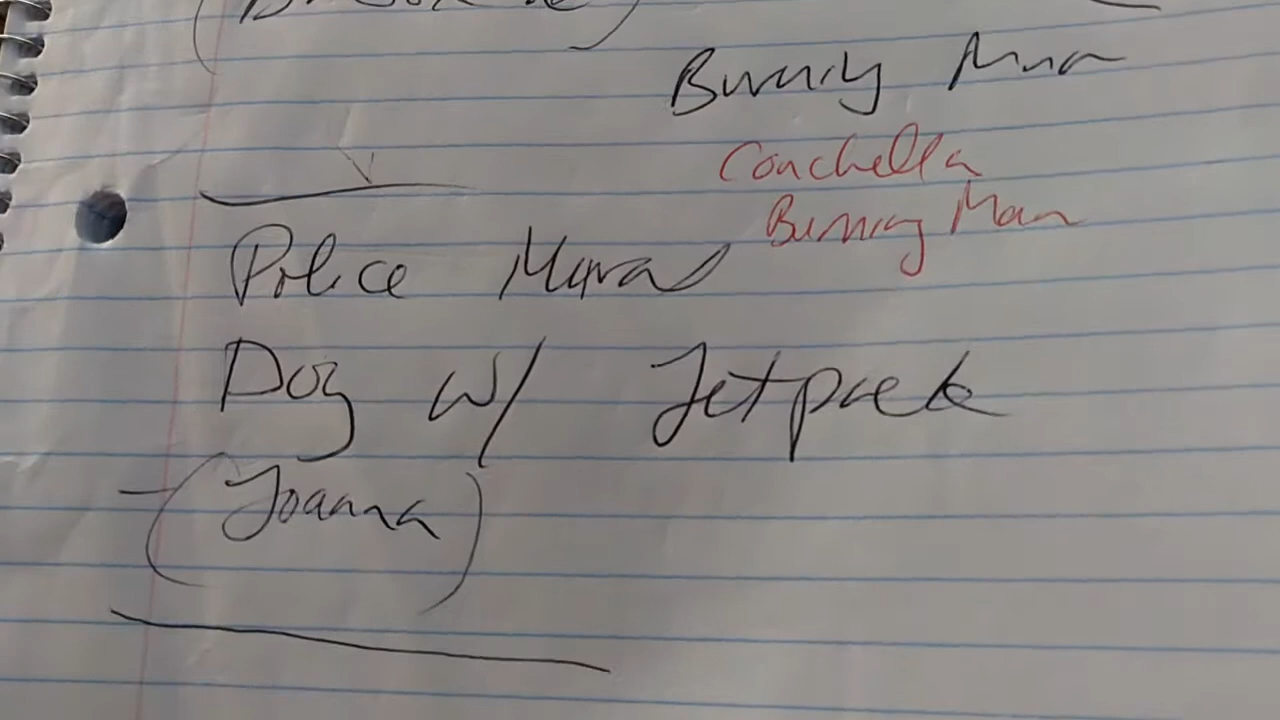 Burning Man
Coachella
Burning Man
Police Mural
Dog w/ Jetpack
(Joanna)